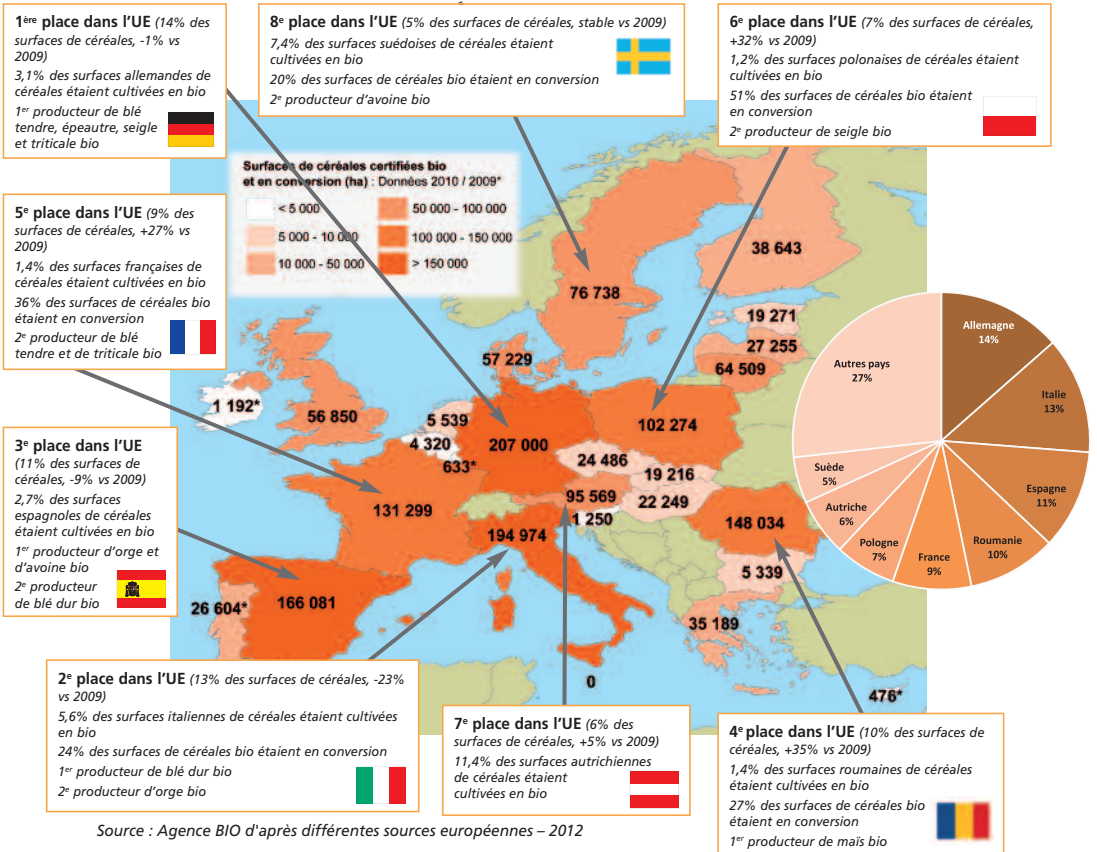 1ère place dans l'UE (14% des
surfaces de céréales, -1% vs
2009)
3,1% des surfaces allemandes de
céréales étaient cultivées en bio
1er producteur de blé
tendre, épeautre, seigle
et triticale bio
8e place dans l'UE (5% des surfaces de céréales, stable vs 2009)
7,4% des surfaces suédoises de céréales étaient
cultivées en bio
20% des surfaces de céréales bio étaient en conversion
2e producteur d'avoine bio
6e place dans l'UE (7% des surfaces de céréales,
+32% vs 2009)
1,2% des surfaces polonaises de céréales étaient
cultivées en bio
51% des surfaces de céréales bio étaient
en conversion
2e producteur de seigle bio
Surfaces de céréales certifiées bio
et en conversion (ha) : Données 2010 / 2009*
< 5 000
50 000 - 100 000
5 000 - 10 000
100 000 - 150 000
10 000 - 50 000
> 150 000
5e place dans l'UE (9% des
surfaces de céréales, +27% vs
2009)
1,4% des surfaces françaises de
céréales étaient cultivées en bio
36% des surfaces de céréales bio
étaient en conversion
2e producteur de blé
tendre et de triticale bio
3e place dans l'UE
(11% des surfaces de
céréales, -9% vs 2009)
2,7% des surfaces
espagnoles de céréales
étaient cultivées en bio
1er producteur d'orge et
d'avoine bio
2e producteur
de blé dur bio
38 643
76 738
19 271
27 255
64 509
57 229
1 192*
56 850
5 539
4 320
633*
207 000
102 274
24 486
19 216
22 249
95 569
1 250
131 299
194 974
148 034
5 339
26 604*
166 081
35 189
0
476*
Allemagne
14%
Italie
13%
Espagne
11%
Roumanie
10%
France
9%
Pologne
7%
Autriche
6%
Suède
5%
Autres pays
27%
2e place dans l'UE (13% des surfaces de céréales, -23%
vs 2009)
5,6% des surfaces italiennes de céréales étaient cultivées
en bio
24% des surfaces de céréales bio étaient en conversion
1er producteur de blé dur bio
2e producteur d'orge bio
7e place dans l'UE (6% des
surfaces de céréales, +5% vs 2009)
11,4% des surfaces autrichiennes
de céréales étaient
cultivées en bio
4e place dans l'UE (10% des surfaces de
céréales, +35% vs 2009)
1,4% des surfaces roumaines de céréales
étaient cultivées en bio
27% des surfaces de céréales bio
étaient en conversion
1er producteur de maïs bio
Source : Agence BIO d'après différentes sources européennes – 2012